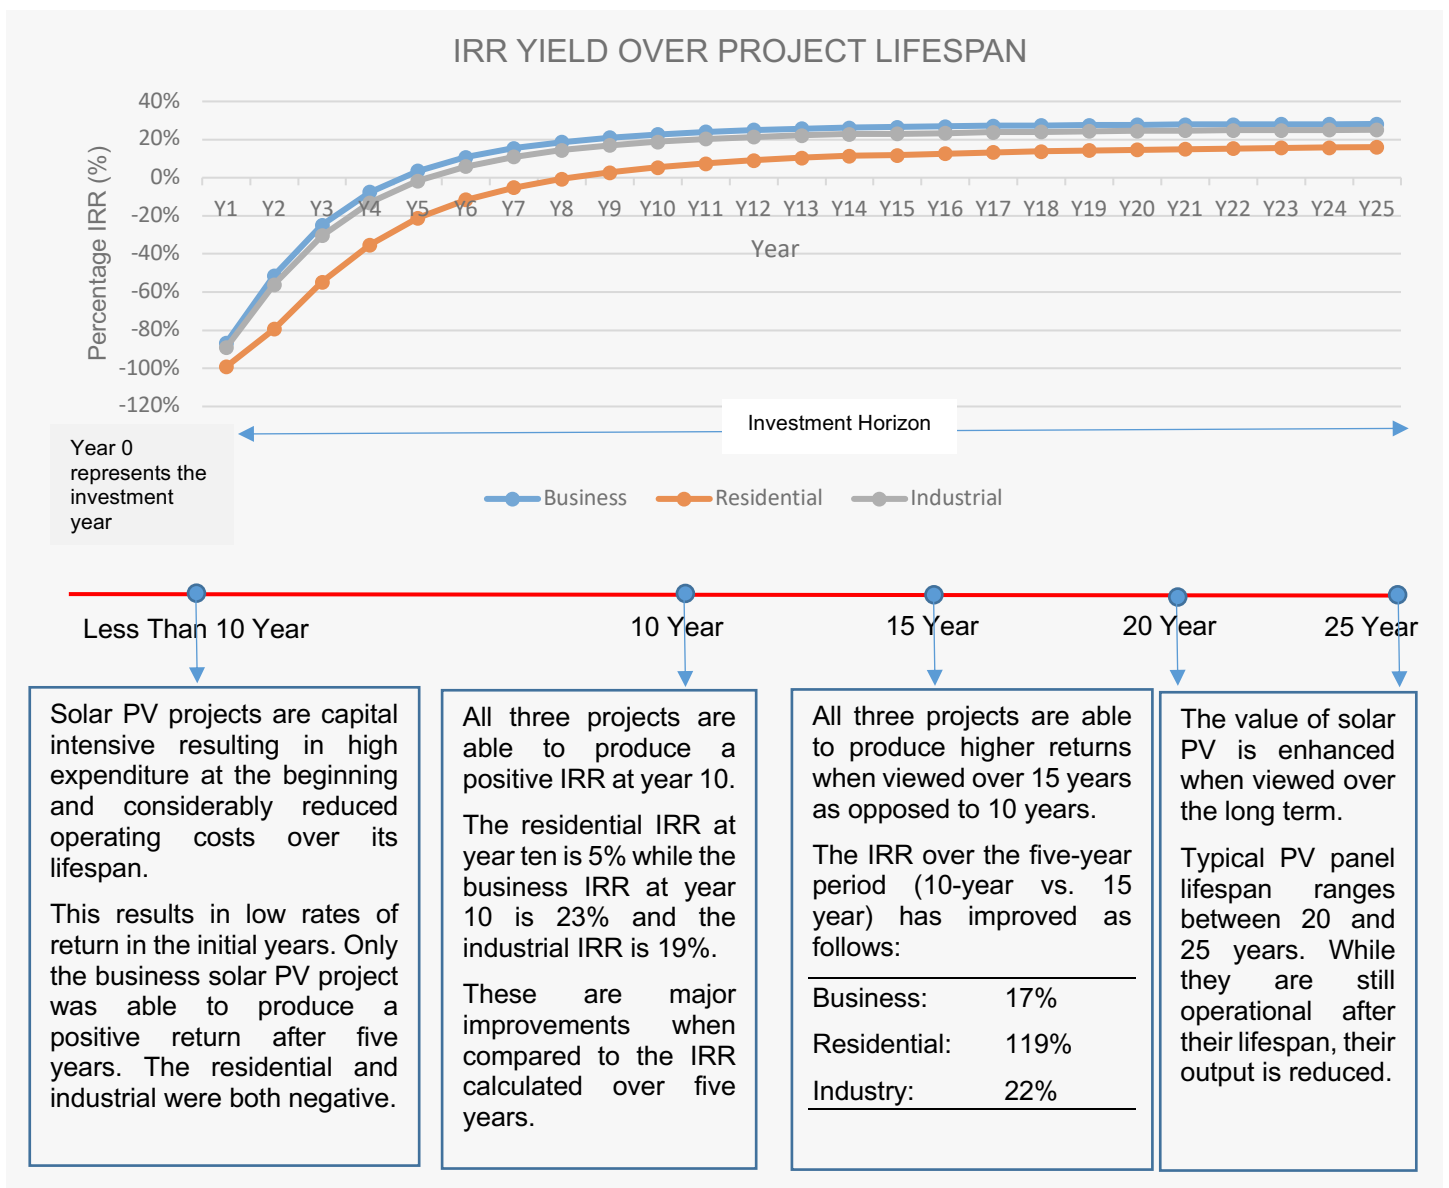 IRR YIELD OVER PROJECT LIFESPAN
40%
20%
0%
-20%
-40%
-60%
-80%
-100%
-120%
Percentage IRR (%)
Y1 Y2 Y3 Y4 Y5 Y6 Y7 Y8 Y9 Y10 Y11 Y12 Y13 Y14 Y15 Y16 Y17 Y18 Y19 Y20 Y21 Y22 Y23 Y24 Y25
Year
Investment Horizon
Year 0
represents the
investment
year
Business Residential Industrial
Less Than 10 Year
10 Year
15 Year
20 Year
25 Year
Solar PV projects are capital
intensive resulting in high
expenditure at the beginning
and considerably reduced
operating costs over its
lifespan.
This results in low rates of
return in the initial years. Only
the business solar PV project
was able to produce a
positive return after five
years. The residential and
industrial were both negative.
All three projects are
able to produce a
positive IRR at year 10.
The residential IRR at
year ten is 5% while the
business IRR at year
10 is 23% and the
industrial IRR is 19%.
These are major
improvements when
compared to the IRR
calculated over five
years.
All three projects are able
to produce higher returns
when viewed over 15 years
as opposed to 10 years.
The IRR over the five-year
period (10-year vs. 15
year) has improved as
follows:
Business: 17%
Residential: 119%
Industry: 22%
The value of solar
PV is enhanced
when viewed over
the long term.
Typical PV panel
lifespan ranges
between 20 and
25 years. While
they are still
operational after
their lifespan, their
output is reduced.